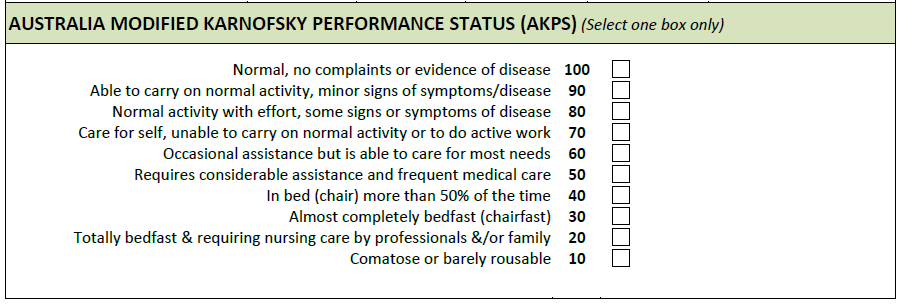 AUSTRALIA MODIFIED KARNOFSKY PERFORMANCE STATUS (AKPS) (Select one box only)
Normal, no complaints or evidence of disease 100
Able to carry on normal activity, minor signs of symptoms/disease 90
Normal activity with effort, some signs or symptoms of disease 80
Care for self, unable to carry on normal activity or to do active work 70
Occasional assistance but is able to care for most needs 60
Requires considerable assistance and frequent medical care 50
In bed (chair) more than 50% of the time 40
Almost completely bedfast (chairfast) 30
Totally bedfast & requiring nursing care by professionals &/or family 20
Comatose or barely rousable 10